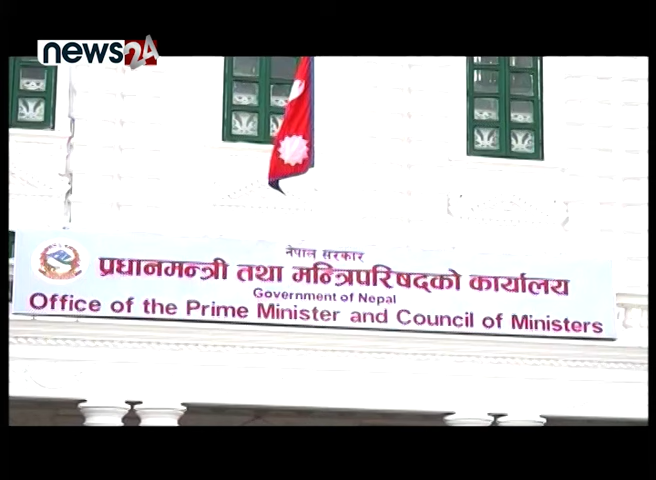 news24
नेपाल सरकार
प्रधानमन्त्री तथा मन्त्रिपरिषद्को कार्यालय
Government of Nepal
Office of the Prime Minister and Council of Ministers